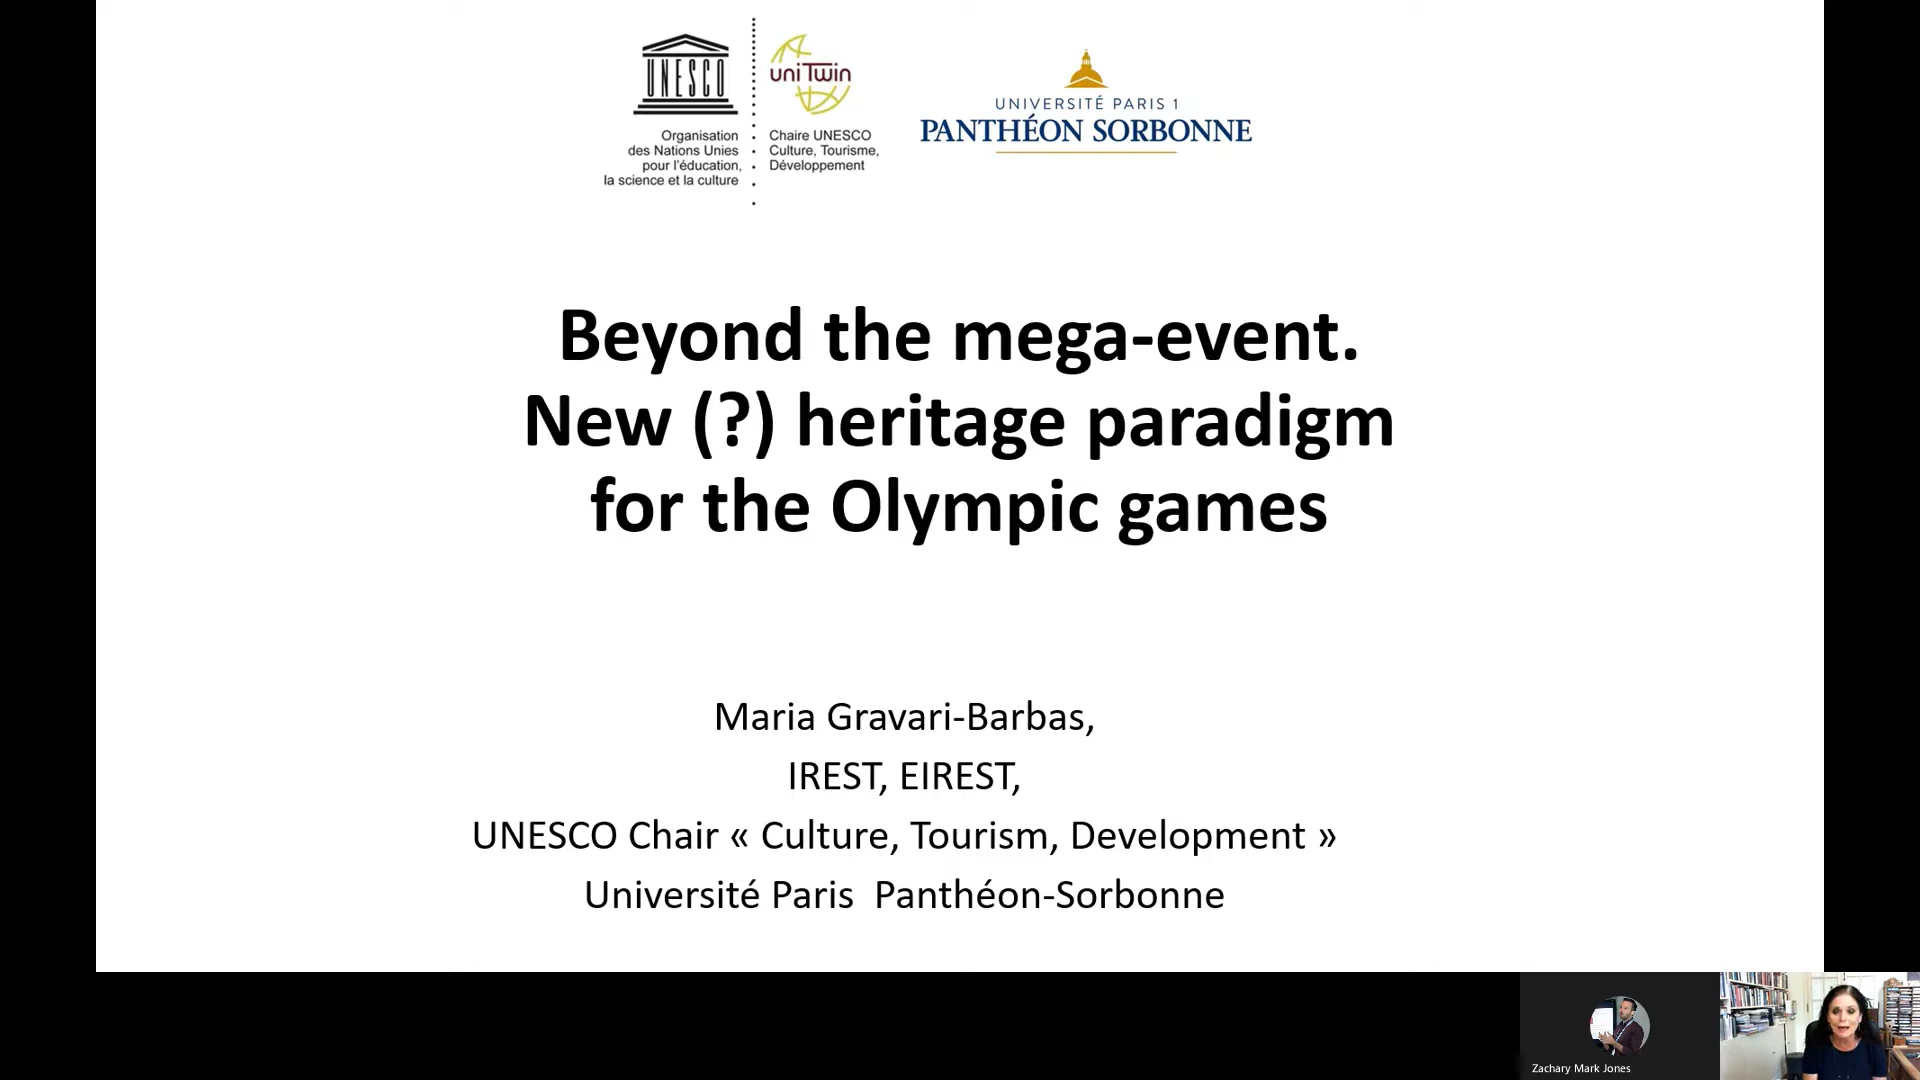 UNESCO
Organisation
des Nations Unies
pour l'éducation,
la science et la culture
uniTwin
Chaire UNESCO
Culture, Tourisme,
Développement
UNIVERSITÉ PARIS 1
PANTHÉON SORBONNE
Beyond the mega-event.
New (?) heritage paradigm
for the Olympic games
Maria Gravari-Barbas,
IREST, EIREST,
UNESCO Chair « Culture, Tourism, Development »
Université Paris  Panthéon-Sorbonne
Zachary Mark Jones